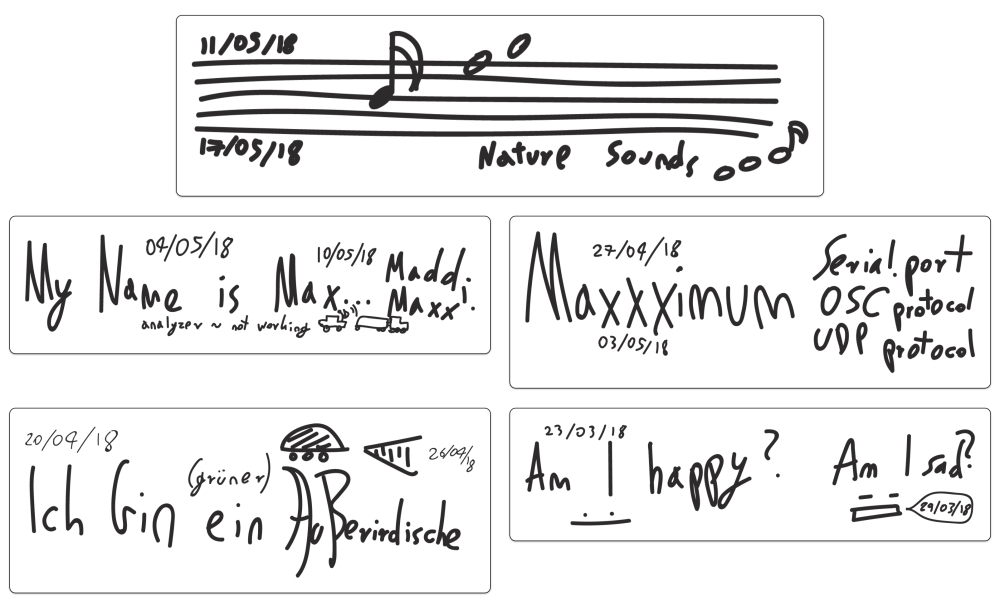 11/05/18
17/05/18
Nature Sounds
04/05/18
10/05/18
My Name is Max... Maddi
Maxx!
analyzer ~ not working
27/04/18
Maxxximum
03/05/18
Serial port
OSC protocol
UDP protocol
20/04/18
26/04/18
(grüner)
Ich bin ein Außerirdische
23/03/18
Am I happy?
Am I sad?
29/03/18